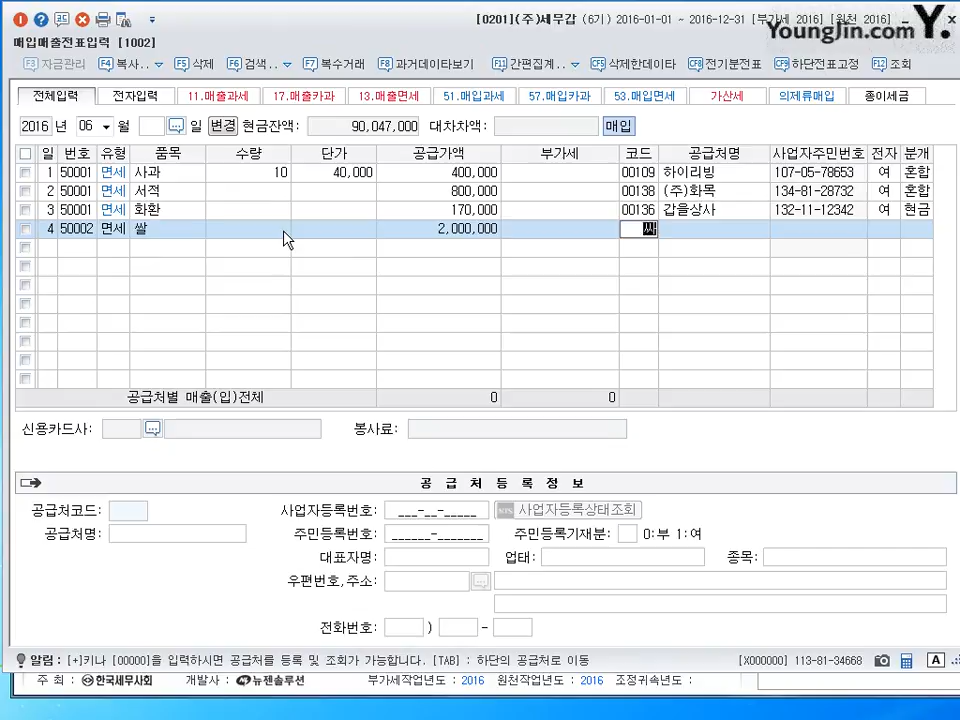 [0201] (주)세무갑 (6기) 2016-01-01 ~ 2016-12-31 [부가세 2016] [원천 2016]
YoungJin.com Y.
매입매출전표입력 [1002]
F3 자금관리 F4 복사.. F5 삭제 F6 검색.. F7 복수거래 F8 과거데이타보기 F11 간편집계.. CF5 삭제한데이타 CF8 전기분전표 CF9 하단전표고정 F12 조회
전체입력 전자입력 11.매출과세 17.매출카과 13.매출면세 51.매입과세 57.매입카과 53.매입면세 가산세 의제류매입 종이세금
2016 년 06 월 일 변경 현금잔액: 90,047,000 대차차액: 매입
일 번호 유형 품목 수량 단가 공급가액 부가세 코드 공급처명 사업자주민번호 전자 분개
1 50001 면세 사과 10 40,000 400,000 00109 하이리빙 107-05-78653 여 혼합
2 50001 면세 서적 800,000 00138 (주)화목 134-81-28732 여 혼합
3 50001 면세 화환 170,000 00136 갑을상사 132-11-12342 여 현금
4 50002 면세 쌀 2,000,000 싸
공급처별 매출(입)전체 0 0
신용카드사: 봉사료:
공 급 처 등 록 정 보
공급처코드: 사업자등록번호: ___-__-_____ 사업자등록상태조회
공급처명: 주민등록번호: ______-_______ 주민등록기재분: 0:부 1:여
대표자명: 업태: 종목:
우편번호,주소:
전화번호: ) -
알림 : [+]키나 [00000]을 입력하시면 공급처를 등록 및 조회가 가능합니다. [TAB] : 하단의 공급처로 이동 [X000000] 113-81-34668 A
주 최 : 한국세무사회 개발사 : 뉴젠솔루션 부가세작업년도 : 2016 원천작업년도 : 2016 조정귀속년도 :